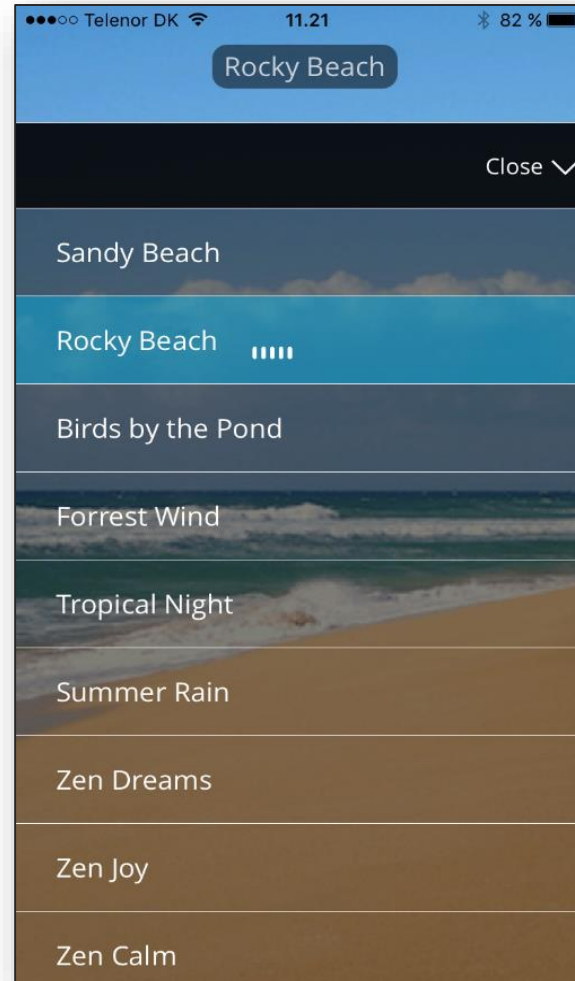 Telenor DK 11.21 82 %
Rocky Beach
Close
Sandy Beach
Rocky Beach
Birds by the Pond
Forrest Wind
Tropical Night
Summer Rain
Zen Dreams
Zen Joy
Zen Calm